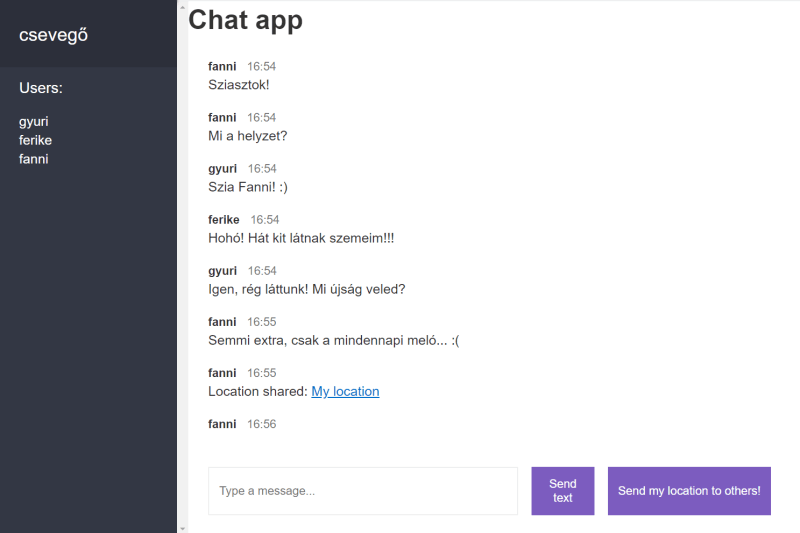 csevegő
Users:
gyuri
ferike
fanni
Chat app
fanni 16:54
Sziasztok!
fanni 16:54
Mi a helyzet?
gyuri 16:54
Szia Fanni! :)
ferike 16:54
Hohó! Hát kit látnak szemeim!!!
gyuri 16:54
Igen, rég láttunk! Mi újság veled?
fanni 16:55
Semmi extra, csak a mindennapi meló... :(
fanni 16:55
Location shared: My location
fanni 16:56
Type a message...
Send
text
Send my location to others!